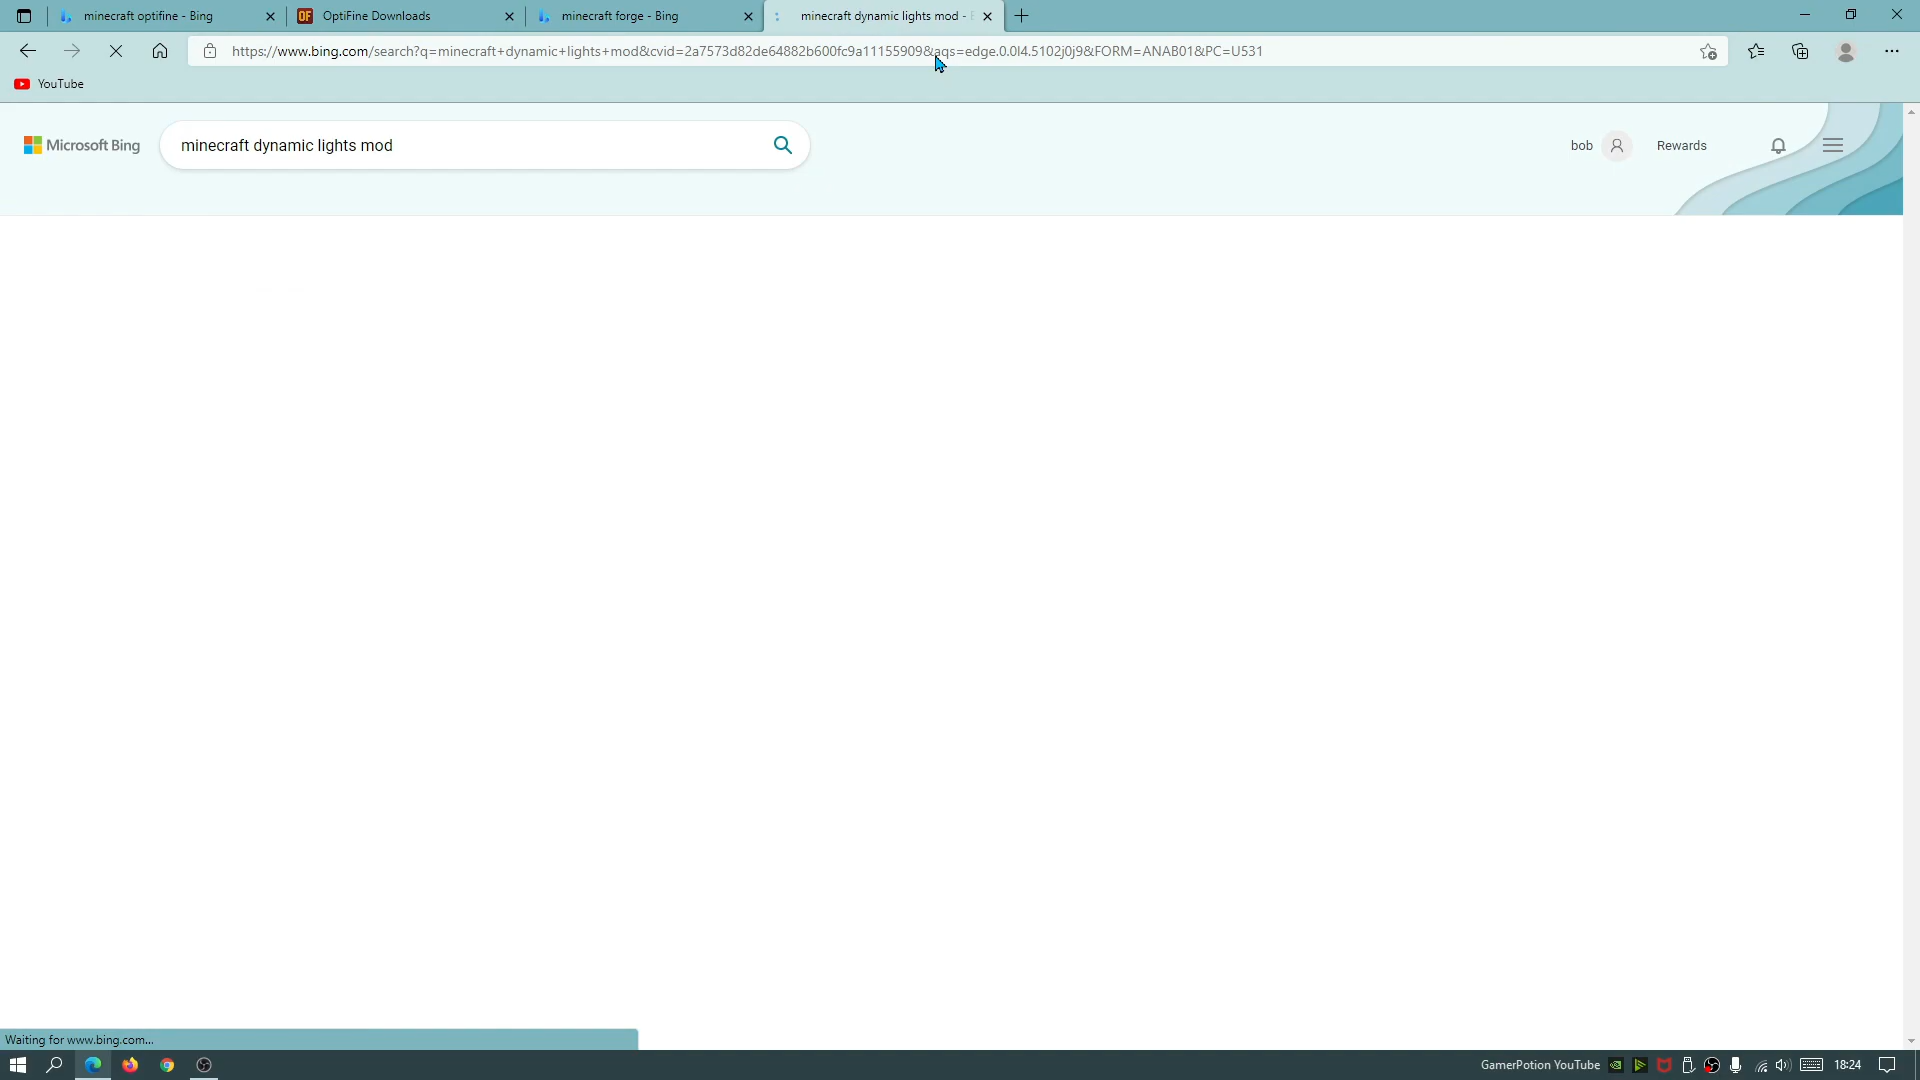 minecraft optifine - Bing
OF
OptiFine Downloads
minecraft forge - Bing
minecraft dynamic lights mod -
https://www.bing.com/search?q=minecraft+dynamic+lights+mod&cvid=2a7573d82de64882b600fc9a11155909&aqs=edge.0.0l4.5102j0j9&FORM=ANAB01&PC=U531
YouTube
Microsoft Bing
minecraft dynamic lights mod
bob
Rewards
Waiting for www.bing.com...
GamerPotion YouTube
18:24